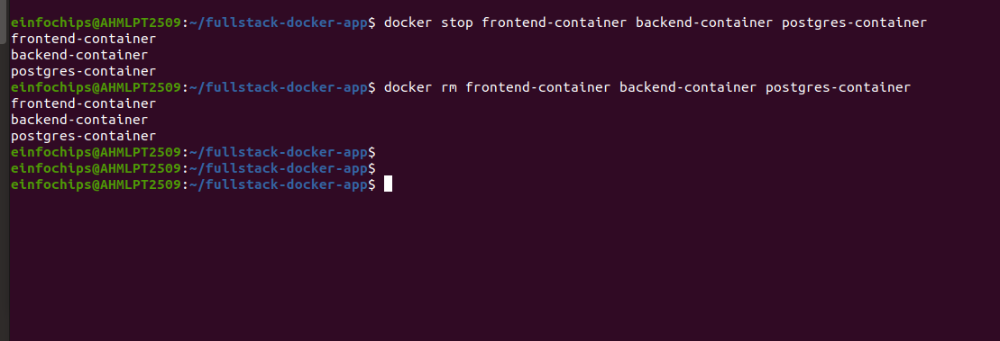 einfochips@AHMLPT2509:~/fullstack-docker-app$ docker stop frontend-container backend-container postgres-container
frontend-container
backend-container
postgres-container
einfochips@AHMLPT2509:~/fullstack-docker-app$ docker rm frontend-container backend-container postgres-container
frontend-container
backend-container
postgres-container
einfochips@AHMLPT2509:~/fullstack-docker-app$
einfochips@AHMLPT2509:~/fullstack-docker-app$
einfochips@AHMLPT2509:~/fullstack-docker-app$